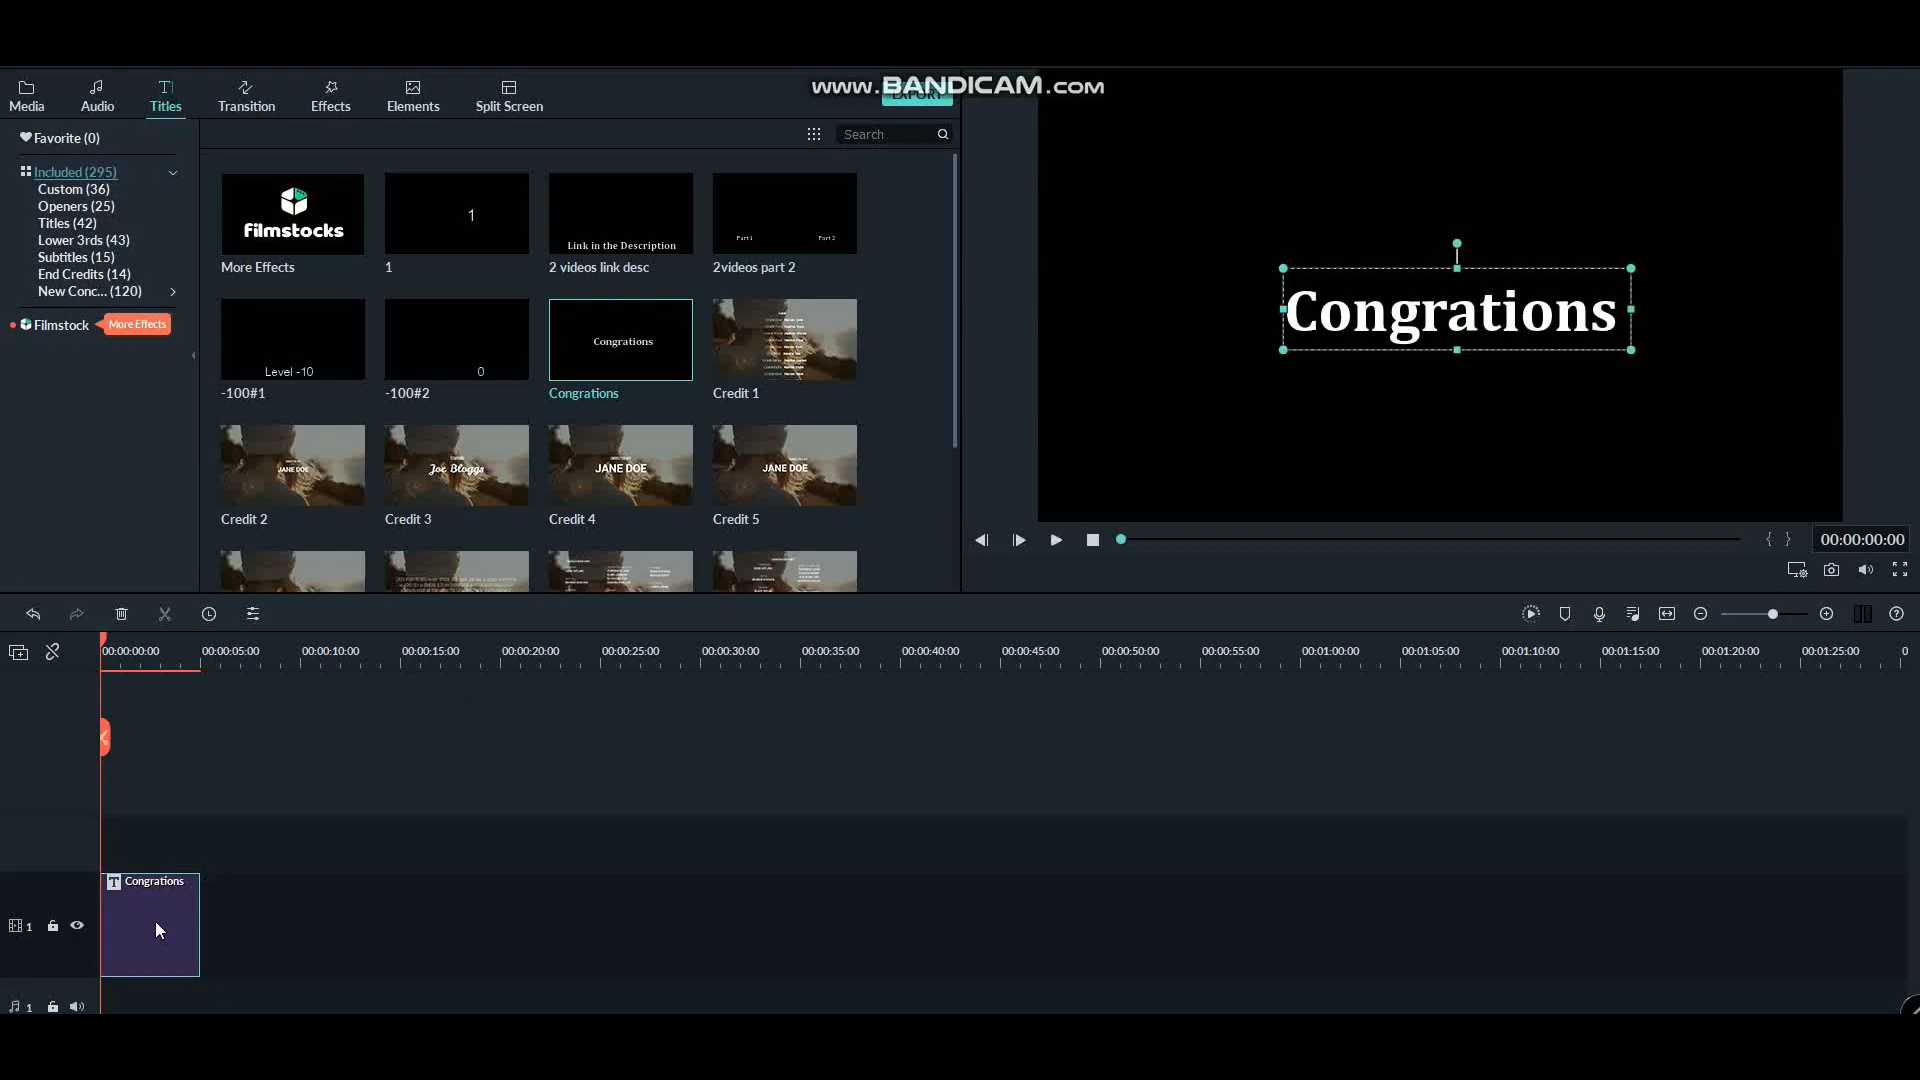 www.BANDICAM.com
Media
Audio
Titles
Transition
Effects
Elements
Split Screen
EXPORT
Favorite (0)
Search
Included (295)
Custom (36)
Openers (25)
Titles (42)
Lower 3rds (43)
Subtitles (15)
End Credits (14)
New Conc... (120)
Filmstock
More Effects
filmstocks
1
Link in the Description
Part 1
Part 2
More Effects
1
2 videos link desc
2videos part 2
Level -10
0
Congrations
-100#1
-100#2
Congrations
Credit 1
JANE DOE
Joe Bloggs
JANE DOE
JANE DOE
Credit 2
Credit 3
Credit 4
Credit 5
Congrations
{ }
00:00:00:00
00:00:00:00
00:00:05:00
00:00:10:00
00:00:15:00
00:00:20:00
00:00:25:00
00:00:30:00
00:00:35:00
00:00:40:00
00:00:45:00
00:00:50:00
00:00:55:00
00:01:00:00
00:01:05:00
00:01:10:00
00:01:15:00
00:01:20:00
00:01:25:00
0
T Congrations
1
1